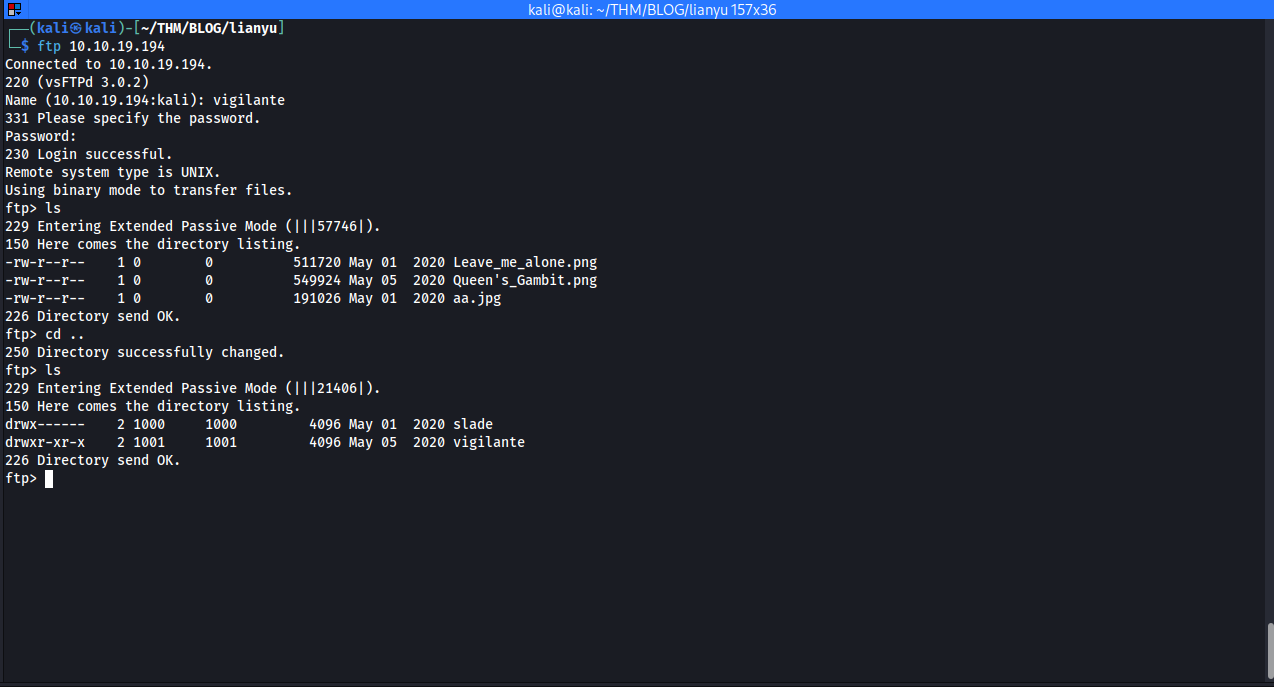 kali@kali: ~/THM/BLOG/lianyu 157x36
┌──(kali㉿kali)-[~/THM/BLOG/lianyu]
└─$ ftp 10.10.19.194
Connected to 10.10.19.194.
220 (vsFTPd 3.0.2)
Name (10.10.19.194:kali): vigilante
331 Please specify the password.
Password:
230 Login successful.
Remote system type is UNIX.
Using binary mode to transfer files.
ftp> ls
229 Entering Extended Passive Mode (|||57746|).
150 Here comes the directory listing.
-rw-r--r--    1 0        0          511720 May 01  2020 Leave_me_alone.png
-rw-r--r--    1 0        0          549924 May 05  2020 Queen's_Gambit.png
-rw-r--r--    1 0        0          191026 May 01  2020 aa.jpg
226 Directory send OK.
ftp> cd ..
250 Directory successfully changed.
ftp> ls
229 Entering Extended Passive Mode (|||21406|).
150 Here comes the directory listing.
drwx------    2 1000     1000         4096 May 01  2020 slade
drwxr-xr-x    2 1001     1001         4096 May 05  2020 vigilante
226 Directory send OK.
ftp>